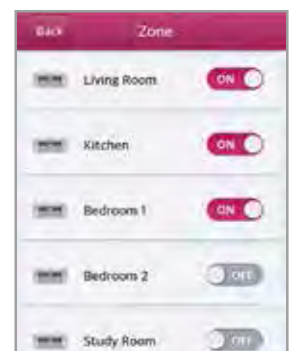 Back Zone
Living Room ON
Kitchen ON
Bedroom 1 ON
Bedroom 2 OFF
Study Room OFF